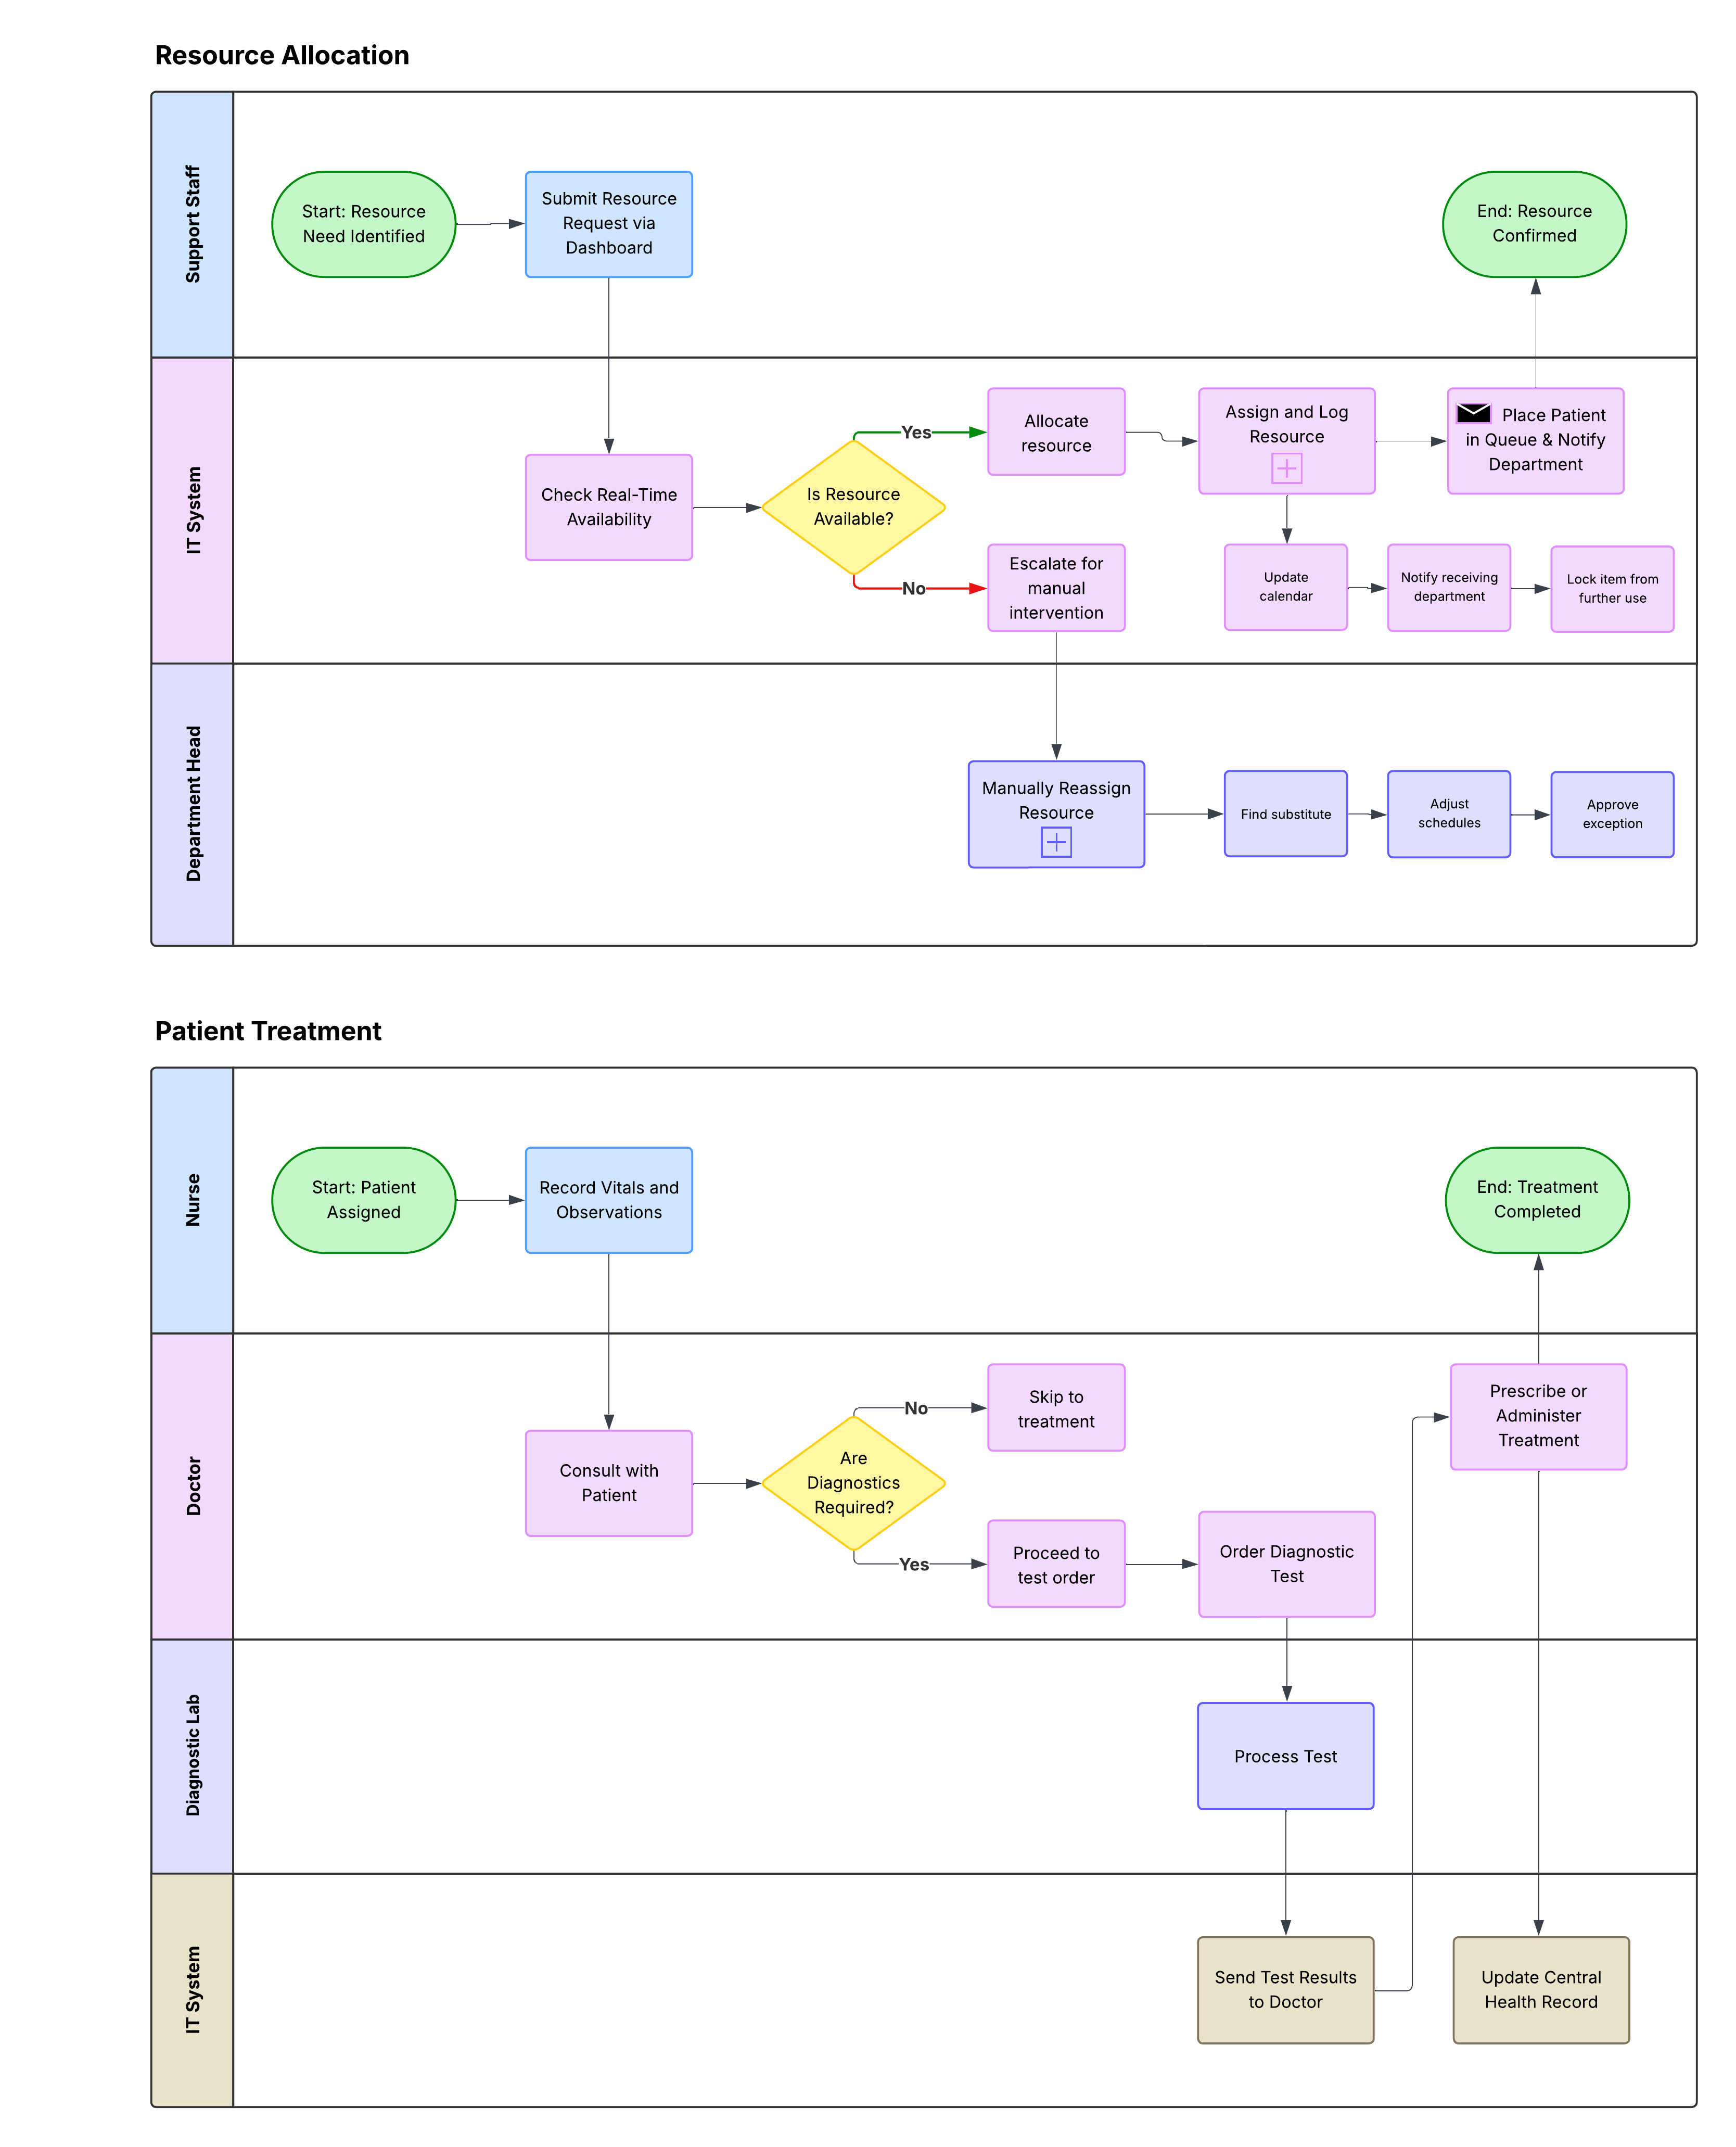 Resource Allocation
Support Staff
Start: Resource
Need Identified
Submit Resource
Request via
Dashboard
End: Resource
Confirmed
IT System
Check Real-Time
Availability
Is Resource
Available?
Yes
No
Allocate
resource
Escalate for
manual
intervention
Assign and Log
Resource
Place Patient
in Queue & Notify
Department
Update
calendar
Notify receiving
department
Lock item from
further use
Department Head
Manually Reassign
Resource
Find substitute
Adjust
schedules
Approve
exception
Patient Treatment
Nurse
Start: Patient
Assigned
Record Vitals and
Observations
End: Treatment
Completed
Doctor
Consult with
Patient
Are
Diagnostics
Required?
No
Yes
Skip to
treatment
Proceed to
test order
Order Diagnostic
Test
Prescribe or
Administer
Treatment
Diagnostic Lab
Process Test
IT System
Send Test Results
to Doctor
Update Central
Health Record